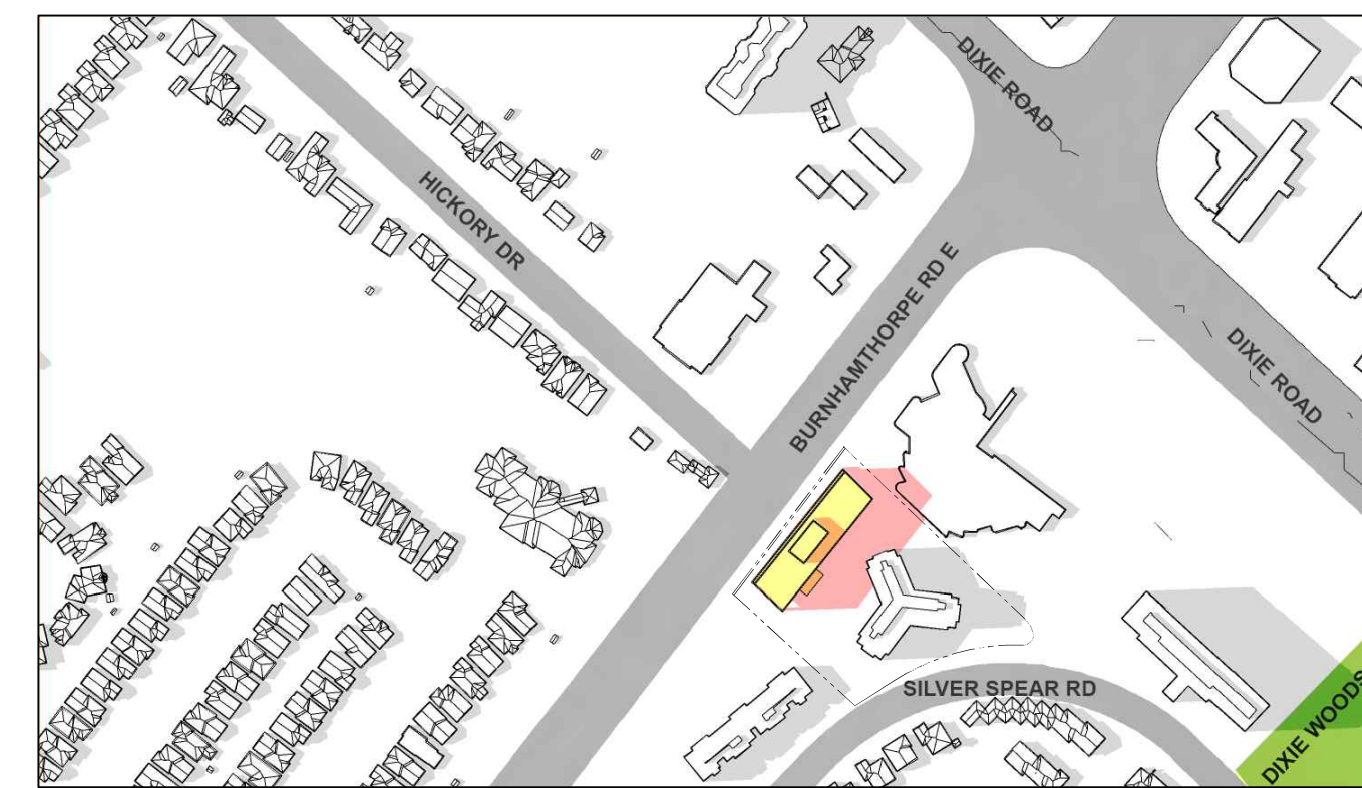 DIXIE ROAD
HICKORY DR
BURNHAMTHORPE RD E
DIXIE ROAD
SILVER SPEAR RD
DIXIE WOODS